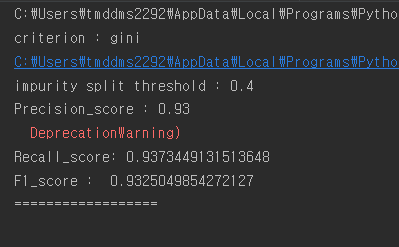 C:₩Users₩tmddms2292₩AppData₩Local₩Programs₩Pytho
criterion : gini
C:₩Users₩tmddms2292₩AppData₩Local₩Programs₩Pytho
impurity split threshold : 0.4
Precision_score : 0.93
DeprecationWarning)
Recall_score: 0.9373449131513648
F1_score :  0.9325049854272127
==================